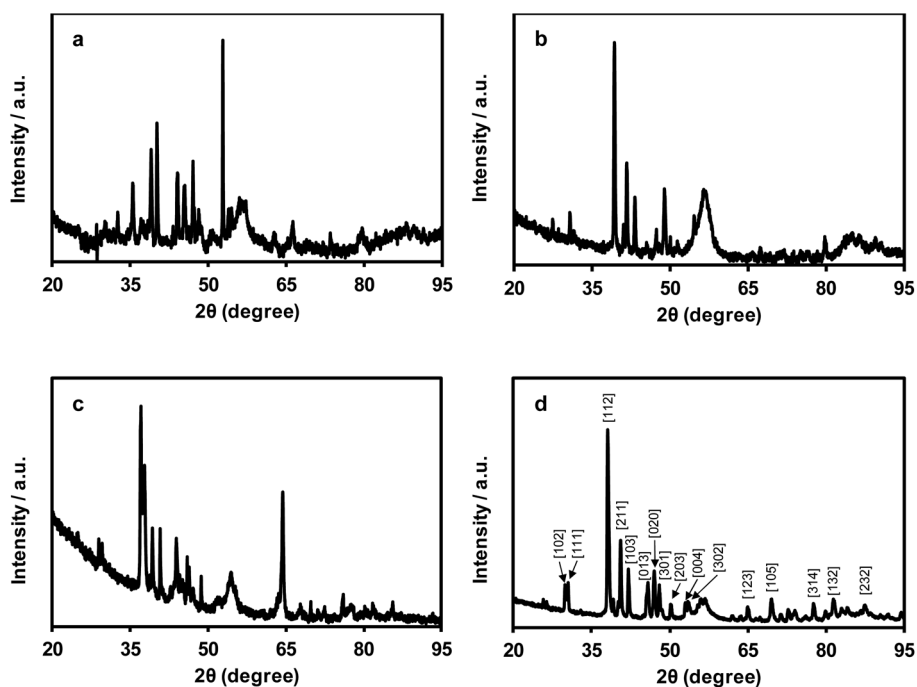 a
Intensity / a.u.
20 35 50 65 80 95
2θ (degree)
b
Intensity / a.u.
20 35 50 65 80 95
2θ (degree)
c
Intensity / a.u.
20 35 50 65 80 95
2θ (degree)
d
Intensity / a.u.
[102]
[111]
[112]
[211]
[103]
[013]
[020]
[301]
[203]
[004]
[302]
[123]
[105]
[314]
[132]
[232]
20 35 50 65 80 95
2θ (degree)